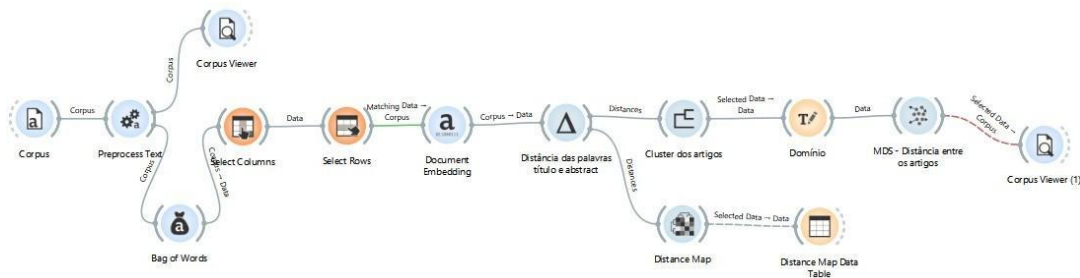 Corpus
Corpus
Preprocess Text
Corpus
Corpus Viewer
Corpus
Bag of Words
Corpus → Data
Select Columns
Data
Select Rows
Matching Data →
Corpus
a
Document
Embedding
Corpus → Data
Δ
Distância das palavras
título e abstract
Distances
Cluster dos artigos
Selected Data →
Data
Domínio
Data
MDS - Distância entre
os artigos
Selected Data →
Corpus
Corpus Viewer (1)
Distances
Distance Map
Selected Data → Data
Distance Map Data
Table